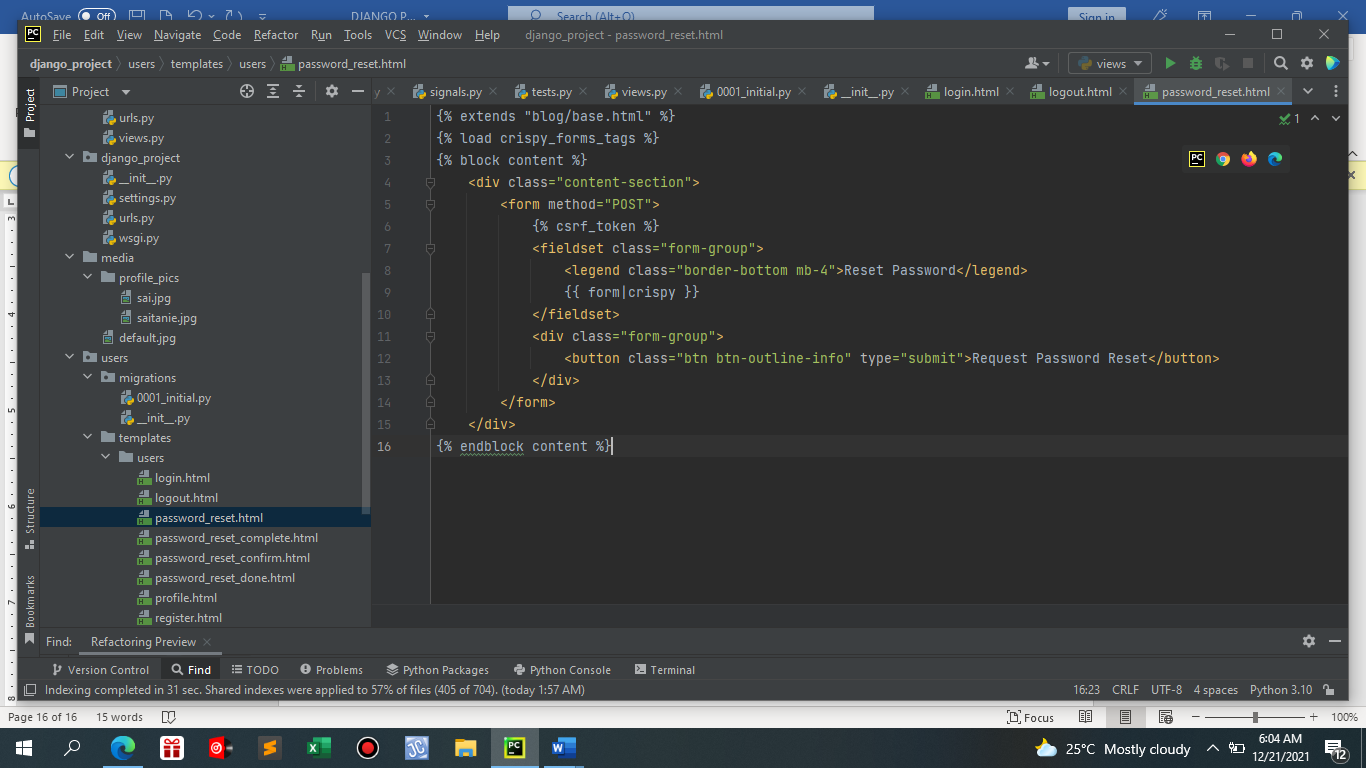 AutoSave Off DJANGO P... Search (Alt+Q) Sign in
PC File Edit View Navigate Code Refactor Run Tools VCS Window Help django_project - password_reset.html
django_project users templates users password_reset.html views
Project y signals.py tests.py views.py 0001_initial.py __init__.py login.html logout.html password_reset.html
Project
urls.py
views.py
django_project
__init__.py
settings.py
urls.py
wsgi.py
media
profile_pics
sai.jpg
saitanie.jpg
default.jpg
users
migrations
0001_initial.py
__init__.py
templates
users
login.html
logout.html
password_reset.html
password_reset_complete.html
password_reset_confirm.html
password_reset_done.html
profile.html
register.html
Structure
Bookmarks
1 {% extends "blog/base.html" %}
2 {% load crispy_forms_tags %}
3 {% block content %}
4 <div class="content-section">
5 <form method="POST">
6 {% csrf_token %}
7 <fieldset class="form-group">
8 <legend class="border-bottom mb-4">Reset Password</legend>
9 {{ form|crispy }}
10 </fieldset>
11 <div class="form-group">
12 <button class="btn btn-outline-info" type="submit">Request Password Reset</button>
13 </div>
14 </form>
15 </div>
16 {% endblock content %}
1
PC
Find: Refactoring Preview
Version Control Find TODO Problems Python Packages Python Console Terminal
Indexing completed in 31 sec. Shared indexes were applied to 57% of files (405 of 704). (today 1:57 AM) 16:23 CRLF UTF-8 4 spaces Python 3.10
Page 16 of 16 15 words Focus 100%
25°C Mostly cloudy 6:04 AM
12/21/2021
12